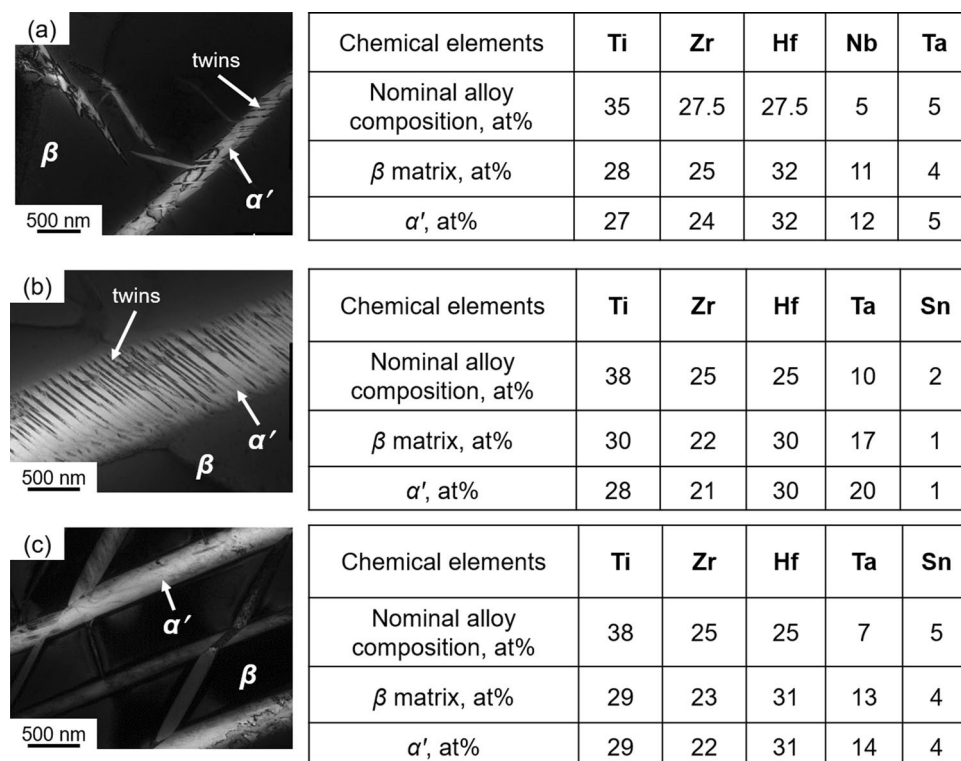 (a)
twins
β
α′
500 nm
Chemical elements Ti Zr Hf Nb Ta
Nominal alloy
composition, at% 35 27.5 27.5 5 5
β matrix, at% 28 25 32 11 4
α′, at% 27 24 32 12 5
(b)
twins
α′
β
500 nm
Chemical elements Ti Zr Hf Ta Sn
Nominal alloy
composition, at% 38 25 25 10 2
β matrix, at% 30 22 30 17 1
α′, at% 28 21 30 20 1
(c)
α′
β
500 nm
Chemical elements Ti Zr Hf Ta Sn
Nominal alloy
composition, at% 38 25 25 7 5
β matrix, at% 29 23 31 13 4
α′, at% 29 22 31 14 4